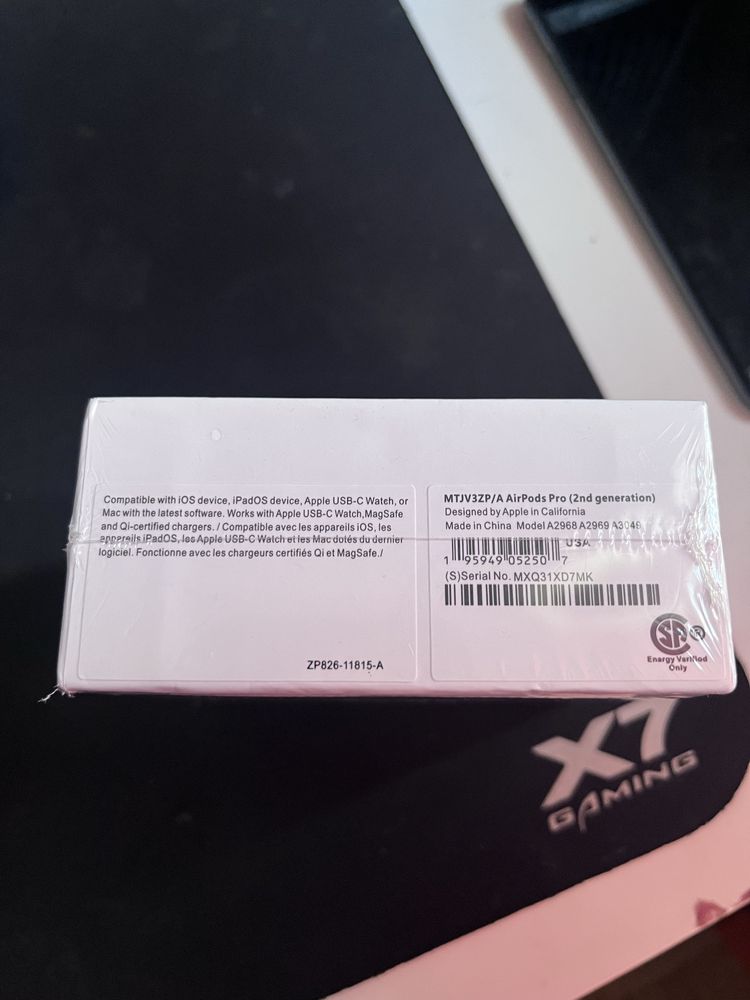 Compatible with iOS device, iPadOS device, Apple USB-C Watch, or
Mac with the latest software. Works with Apple USB-C Watch,MagSafe
and Qi-certified chargers. / Compatible avec les appareils iOS, les
appareils iPadOS, les Apple USB-C Watch et les Mac dotés du dernier
logiciel. Fonctionne avec les chargeurs certifiés Qi et MagSafe./
ZP826-11815-A
MTJV3ZP/A AirPods Pro (2nd generation)
Designed by Apple in California
Made in China Model A2968 A2969 A3049
USA
1 95949 05250 7
(S)Serial No. MXQ31XD7MK
SA ®
Energy Verified
Only
X7
GAMING